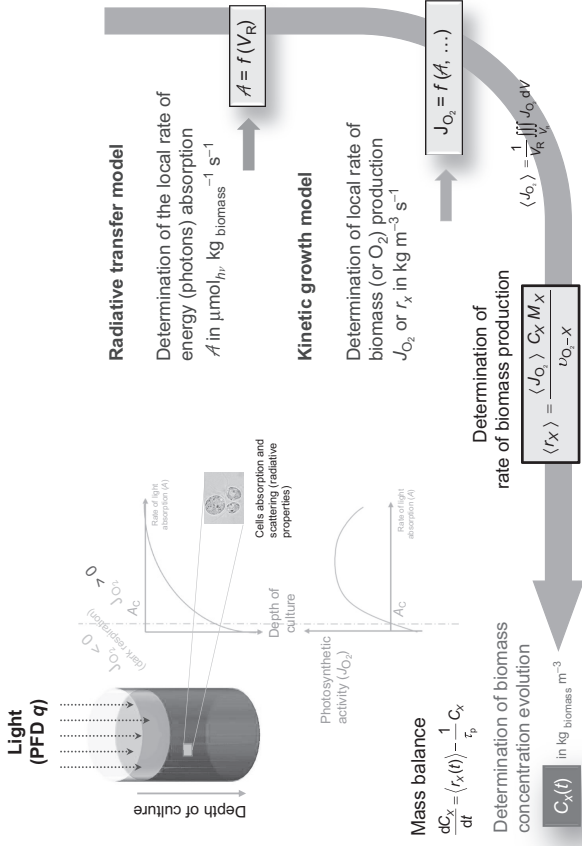 Light
(PFD q)
Depth of culture
J_O2 < 0
(dark respiration)
J_O2 > 0
A_C
Rate of light
absorption (A)
Depth of
culture
Cells absorption and
scattering (radiative
properties)
Photosynthetic
activity (J_O2)
A_C
Rate of light
absorption (A)
Radiative transfer model
Determination of the local rate of
energy (photons) absorption
A in μmol_hν kg_biomass^−1 s^−1
A = f (V_R)
Kinetic growth model
Determination of local rate of
biomass (or O_2) production
J_O2 or r_x in kg m^−3 s^−1
J_O2 = f (A, …)
⟨J_O2⟩ = 1/V_R ∭_V_R J_O2 dV
Determination of
rate of biomass production
⟨r_X⟩ = ⟨J_O2⟩ C_X M_X / υ_O2−X
Mass balance
dC_X/dt = ⟨r_X(t)⟩ − 1/τ_p C_X
Determination of biomass
concentration evolution
C_X(t) in kg_biomass m^−3